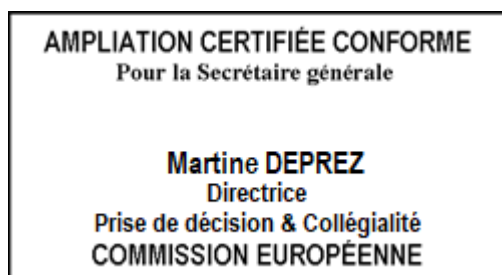 AMPLIATION CERTIFIÉE CONFORME
Pour la Secrétaire générale
Martine DEPREZ
Directrice
Prise de décision & Collégialité
COMMISSION EUROPÉENNE